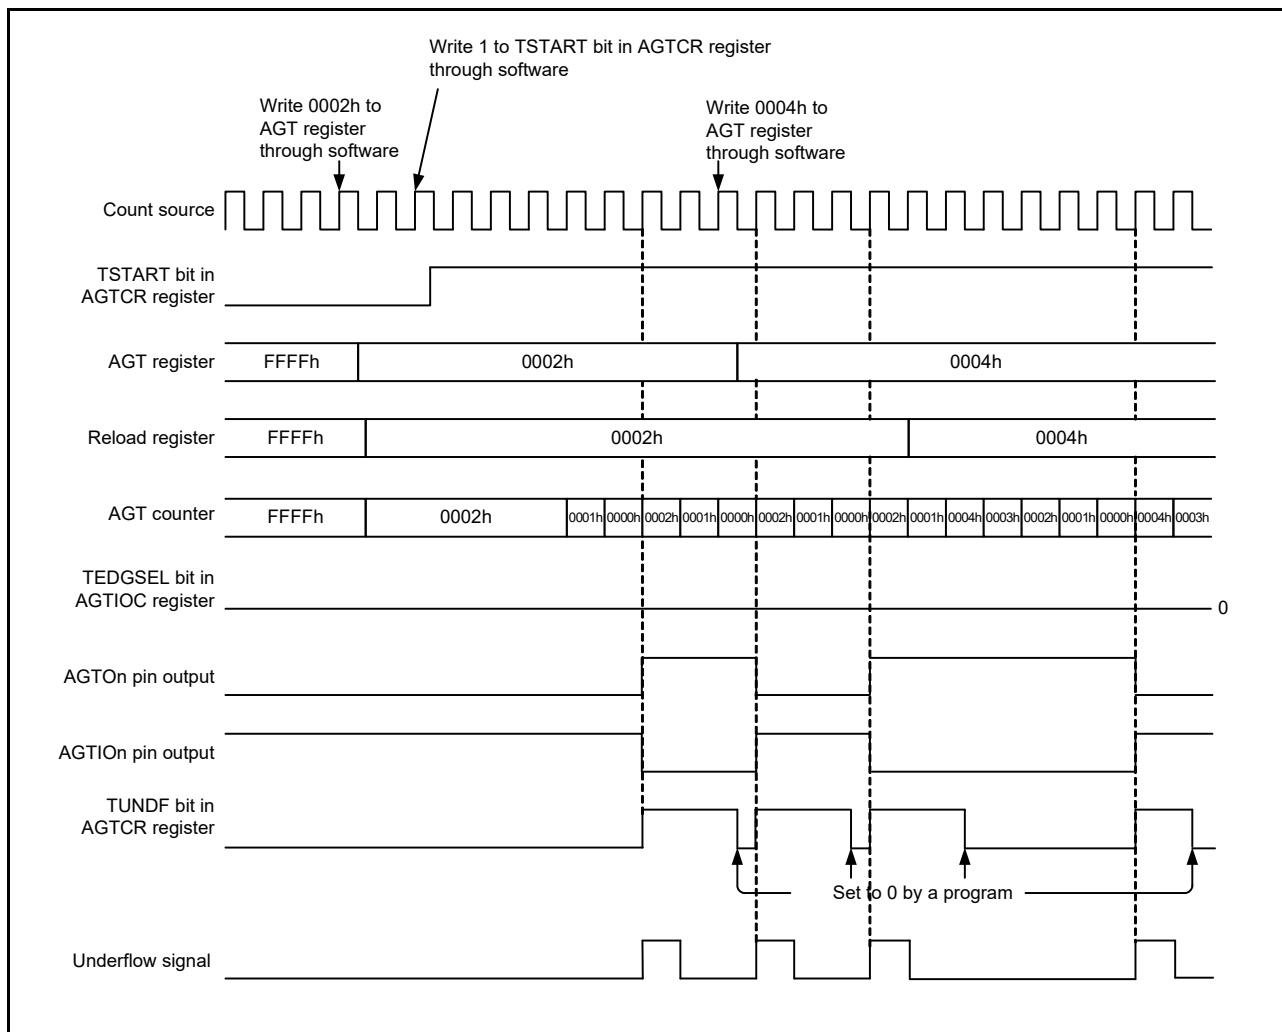 Write 1 to TSTART bit in AGTCR register
through software
Write 0002h to
AGT register
through software
Write 0004h to
AGT register
through software
Count source
TSTART bit in
AGTCR register
AGT register
FFFFh 0002h 0004h
Reload register
FFFFh 0002h 0004h
AGT counter
FFFFh 0002h 0001h 0000h 0002h 0001h 0000h 0002h 0001h 0000h 0002h 0001h 0004h 0003h 0002h 0001h 0000h 0004h 0003h
TEDGSEL bit in
AGTIOC register
0
AGTOn pin output
AGTIOn pin output
TUNDF bit in
AGTCR register
Set to 0 by a program
Underflow signal